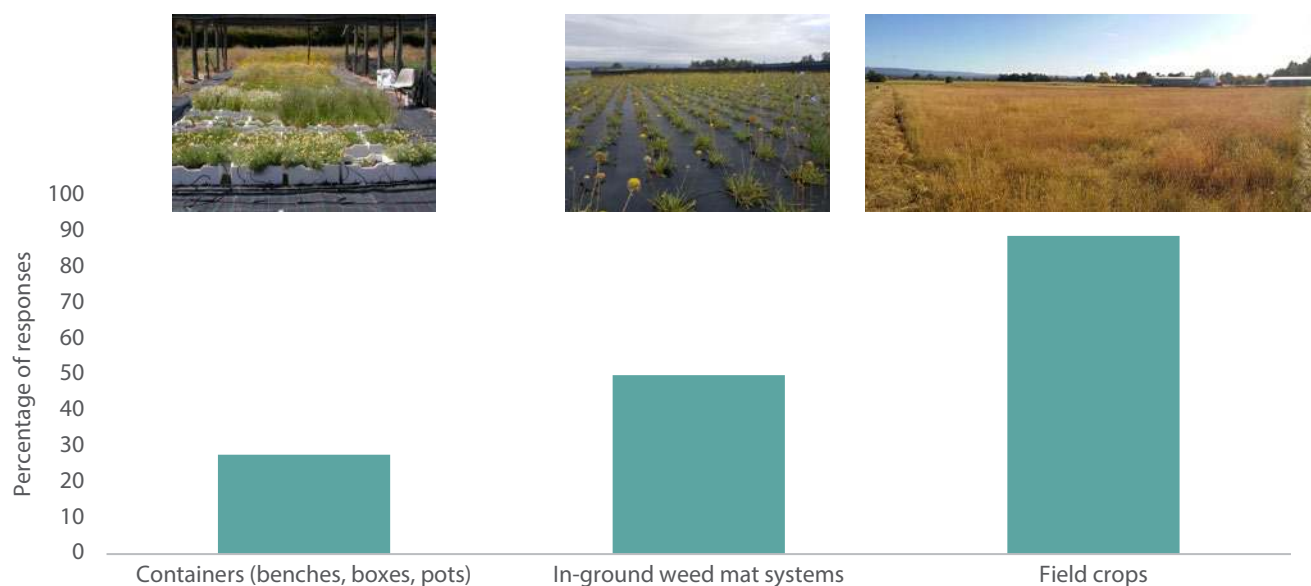 100
90
80
70
60
50
40
30
20
10
0
Percentage of responses
Containers (benches, boxes, pots)
In-ground weed mat systems
Field crops